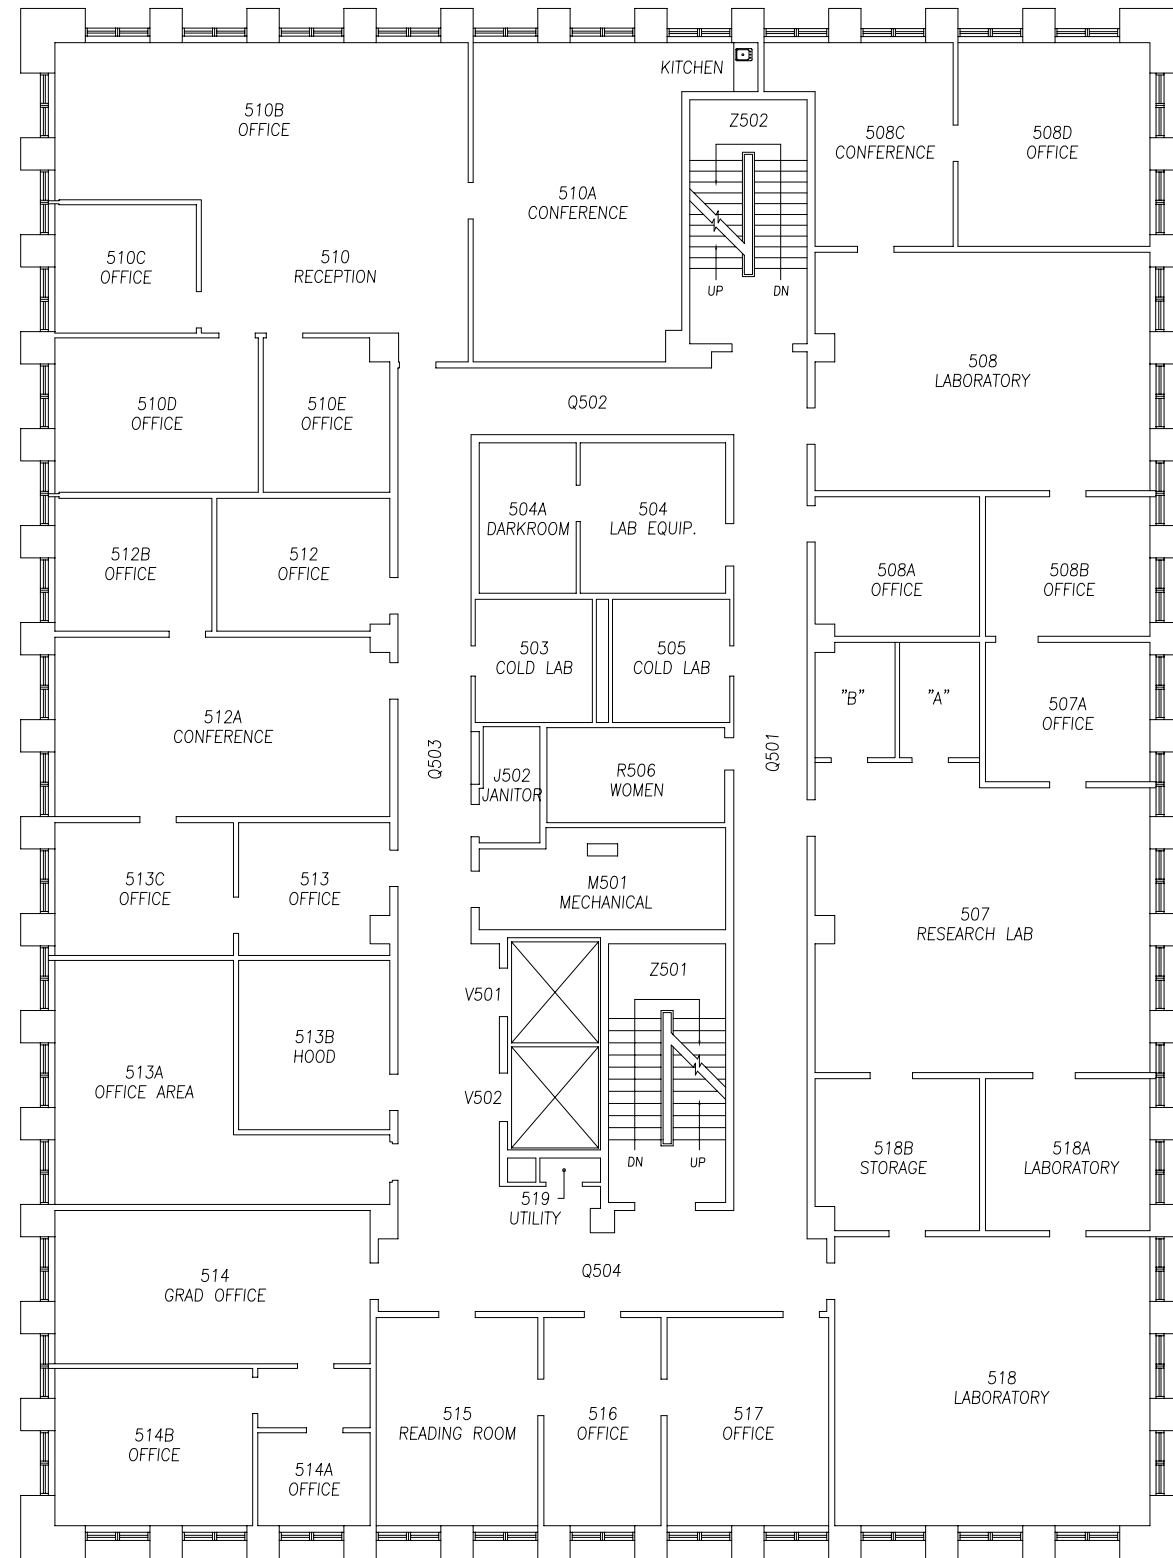 KITCHEN
510B
OFFICE
Z502
508C
CONFERENCE
508D
OFFICE
510A
CONFERENCE
510C
OFFICE
510
RECEPTION
UP
DN
508
LABORATORY
510D
OFFICE
510E
OFFICE
Q502
504A
DARKROOM
504
LAB EQUIP.
512B
OFFICE
512
OFFICE
508A
OFFICE
508B
OFFICE
503
COLD LAB
505
COLD LAB
"B"
"A"
507A
OFFICE
512A
CONFERENCE
Q503
Q501
J502
JANITOR
R506
WOMEN
513C
OFFICE
513
OFFICE
M501
MECHANICAL
507
RESEARCH LAB
Z501
V501
513B
HOOD
513A
OFFICE AREA
V502
DN
UP
518B
STORAGE
518A
LABORATORY
519
UTILITY
Q504
514
GRAD OFFICE
518
LABORATORY
515
READING ROOM
516
OFFICE
517
OFFICE
514B
OFFICE
514A
OFFICE